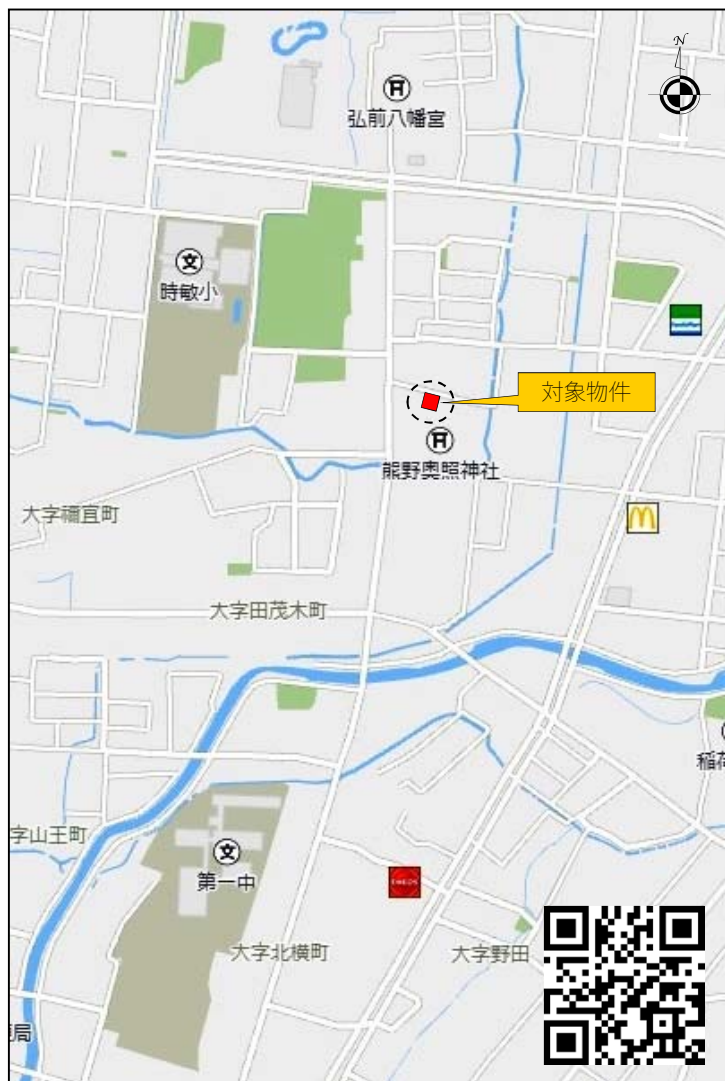 N
弘前八幡宮
時敏小
対象物件
熊野奥照神社
大字禰宜町
大字田茂木町
稲荷
字山王町
第一中
ENEOS
大字北横町
大字野田
局